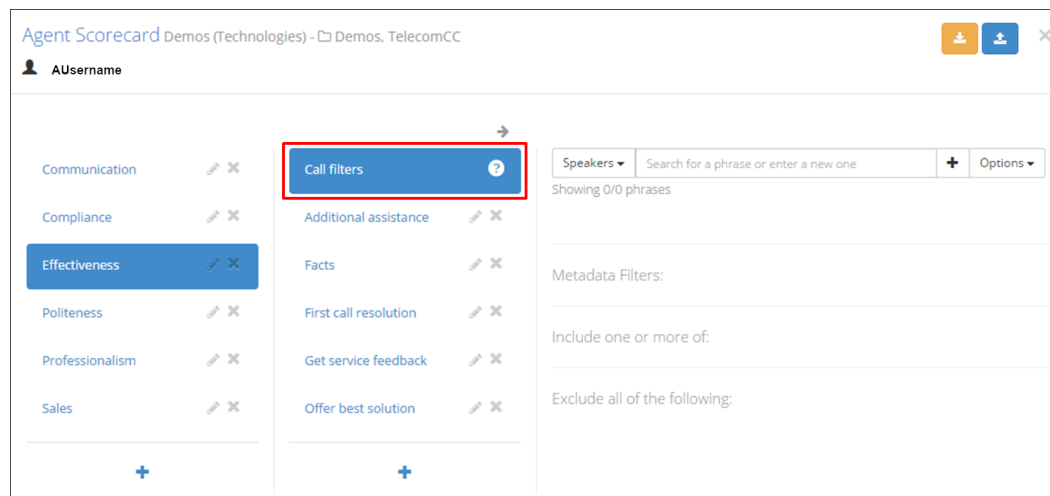 Agent Scorecard Demos (Technologies) - Demos, TelecomCC
AUsername
Communication
Compliance
Effectiveness
Politeness
Professionalism
Sales
Call filters ?
Additional assistance
Facts
First call resolution
Get service feedback
Offer best solution
Speakers Search for a phrase or enter a new one Options
Showing 0/0 phrases
Metadata Filters:
Include one or more of:
Exclude all of the following: